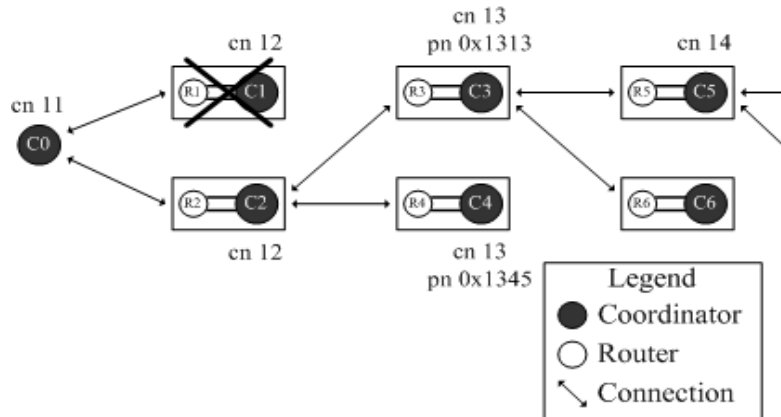 cn 13
pn 0x1313
cn 12
cn 14
cn 11
R1
C1
R3
C3
R5
C5
C0
R2
C2
R4
C4
R6
C6
cn 12
cn 13
pn 0x1345
Legend
Coordinator
Router
Connection